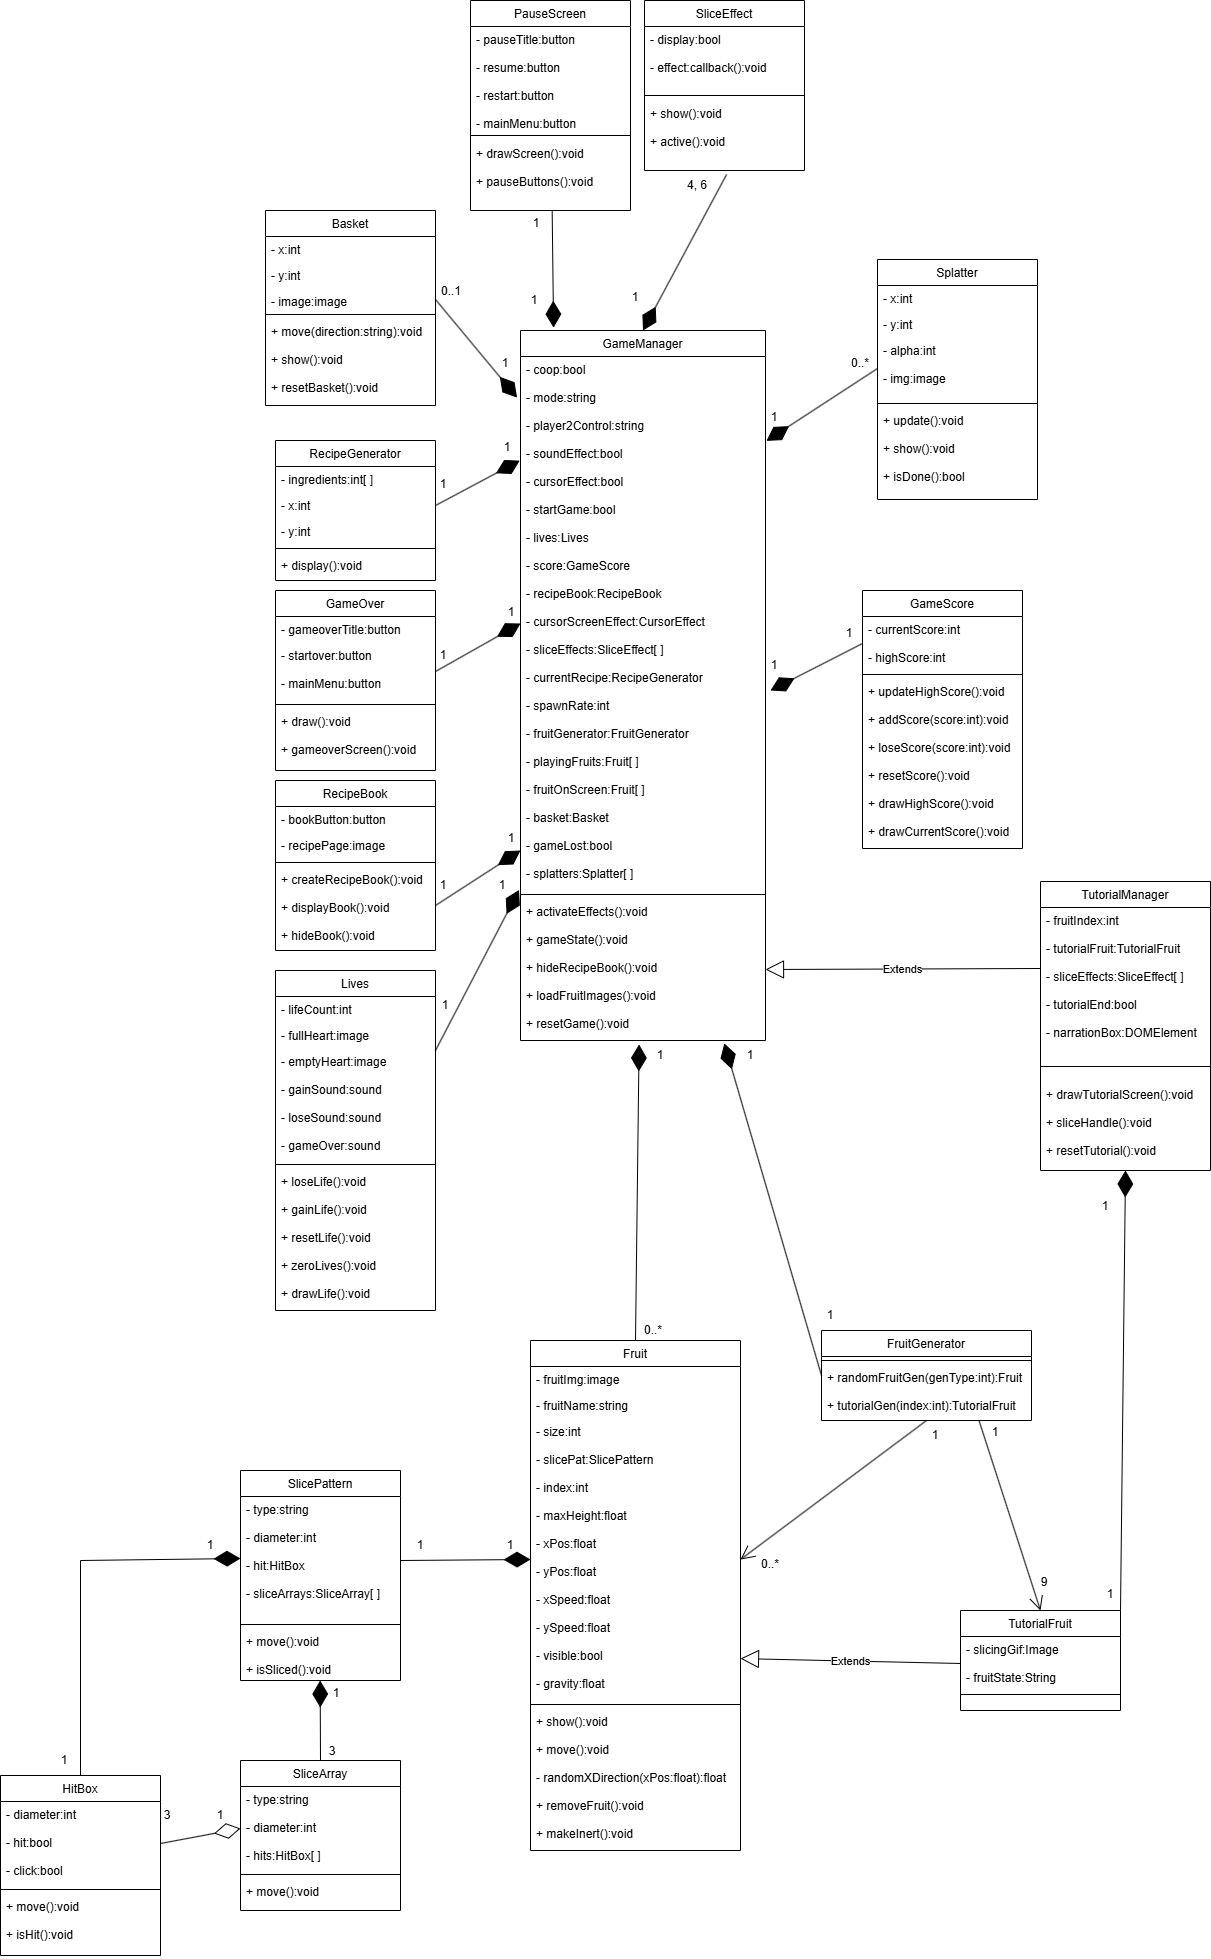 PauseScreen
- pauseTitle:button
- resume:button
- restart:button
- mainMenu:button
+ drawScreen():void
+ pauseButtons():void
1
1
SliceEffect
- display:bool
- effect:callback():void
+ show():void
+ active():void
4, 6
1
Basket
- x:int
- y:int
- image:image
+ move(direction:string):void
+ show():void
+ resetBasket():void
0..1
1
Splatter
- x:int
- y:int
- alpha:int
- img:image
+ update():void
+ show():void
+ isDone():bool
0..*
1
RecipeGenerator
- ingredients:int[ ]
- x:int
- y:int
+ display():void
1
1
GameOver
- gameoverTitle:button
- startover:button
- mainMenu:button
+ draw():void
+ gameoverScreen():void
1
1
RecipeBook
- bookButton:button
- recipePage:image
+ createRecipeBook():void
+ displayBook():void
+ hideBook():void
1
1
Lives
- lifeCount:int
- fullHeart:image
- emptyHeart:image
- gainSound:sound
- loseSound:sound
- gameOver:sound
+ loseLife():void
+ gainLife():void
+ resetLife():void
+ zeroLives():void
+ drawLife():void
1
1
GameManager
- coop:bool
- mode:string
- player2Control:string
- soundEffect:bool
- cursorEffect:bool
- startGame:bool
- lives:Lives
- score:GameScore
- recipeBook:RecipeBook
- cursorScreenEffect:CursorEffect
- sliceEffects:SliceEffect[ ]
- currentRecipe:RecipeGenerator
- spawnRate:int
- fruitGenerator:FruitGenerator
- playingFruits:Fruit[ ]
- fruitOnScreen:Fruit[ ]
- basket:Basket
- gameLost:bool
- splatters:Splatter[ ]
+ activateEffects():void
+ gameState():void
+ hideRecipeBook():void
+ loadFruitImages():void
+ resetGame():void
GameScore
- currentScore:int
- highScore:int
+ updateHighScore():void
+ addScore(score:int):void
+ loseScore(score:int):void
+ resetScore():void
+ drawHighScore():void
+ drawCurrentScore():void
1
1
TutorialManager
- fruitIndex:int
- tutorialFruit:TutorialFruit
- sliceEffects:SliceEffect[ ]
- tutorialEnd:bool
- narrationBox:DOMElement
+ drawTutorialScreen():void
+ sliceHandle():void
+ resetTutorial():void
Extends
1
1
1
0..*
1
1
FruitGenerator
+ randomFruitGen(genType:int):Fruit
+ tutorialGen(index:int):TutorialFruit
1
1
0..*
9
Fruit
- fruitImg:image
- fruitName:string
- size:int
- slicePat:SlicePattern
- index:int
- maxHeight:float
- xPos:float
- yPos:float
- xSpeed:float
- ySpeed:float
- visible:bool
- gravity:float
+ show():void
+ move():void
- randomXDirection(xPos:float):float
+ removeFruit():void
+ makeInert():void
TutorialFruit
- slicingGif:Image
- fruitState:String
Extends
SlicePattern
- type:string
- diameter:int
- hit:HitBox
- sliceArrays:SliceArray[ ]
+ move():void
+ isSliced():void
1
1
1
1
1
3
HitBox
- diameter:int
- hit:bool
- click:bool
+ move():void
+ isHit():void
3
1
SliceArray
- type:string
- diameter:int
- hits:HitBox[ ]
+ move():void